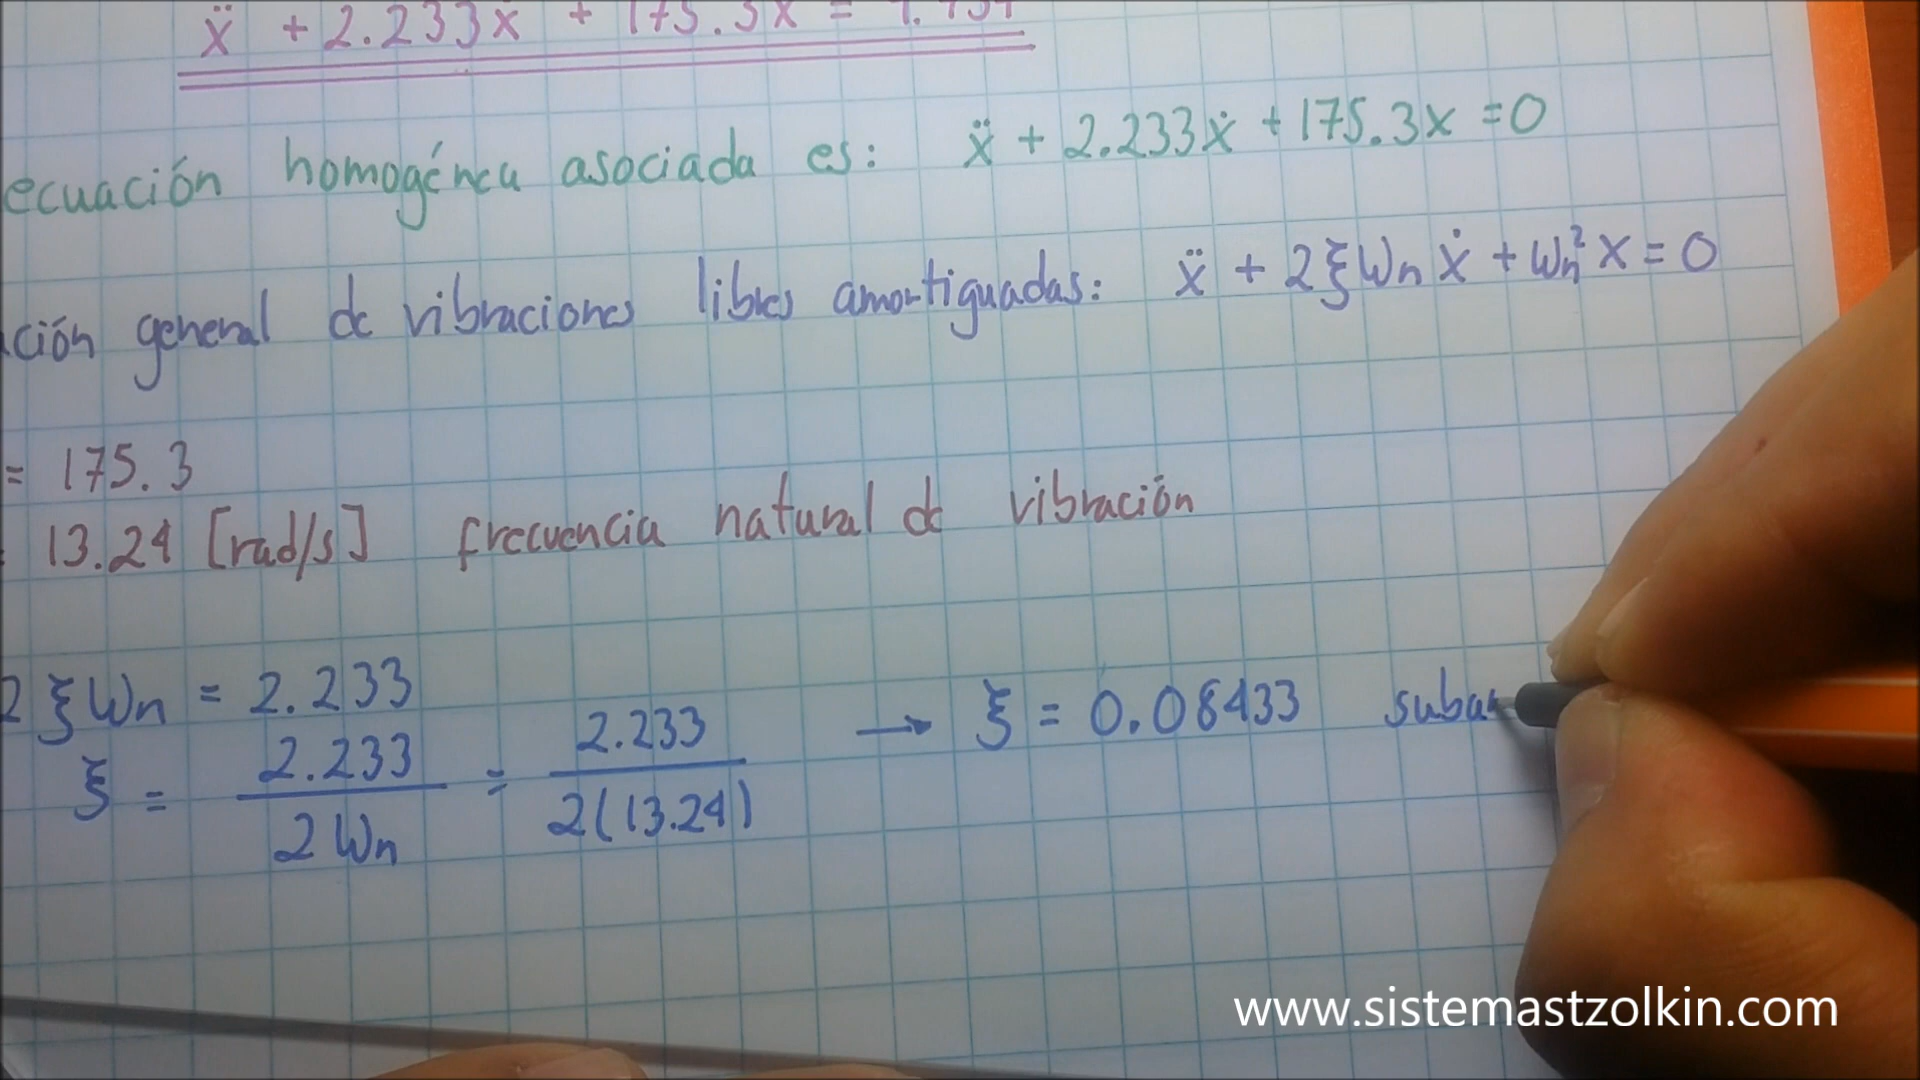 ẍ + 2.233ẋ + 175.3x =
ecuación homogénea asociada es: ẍ + 2.233ẋ + 175.3x = 0
ación general de vibraciones libres amortiguadas: ẍ + 2ξWnẋ + Wn²x = 0
= 175.3
= 13.24 [rad/s] frecuencia natural de vibración
2ξWn = 2.233
ξ = 2.233 / 2Wn = 2.233 / 2(13.24) → ξ = 0.08433 subam
www.sistemastzolkin.com